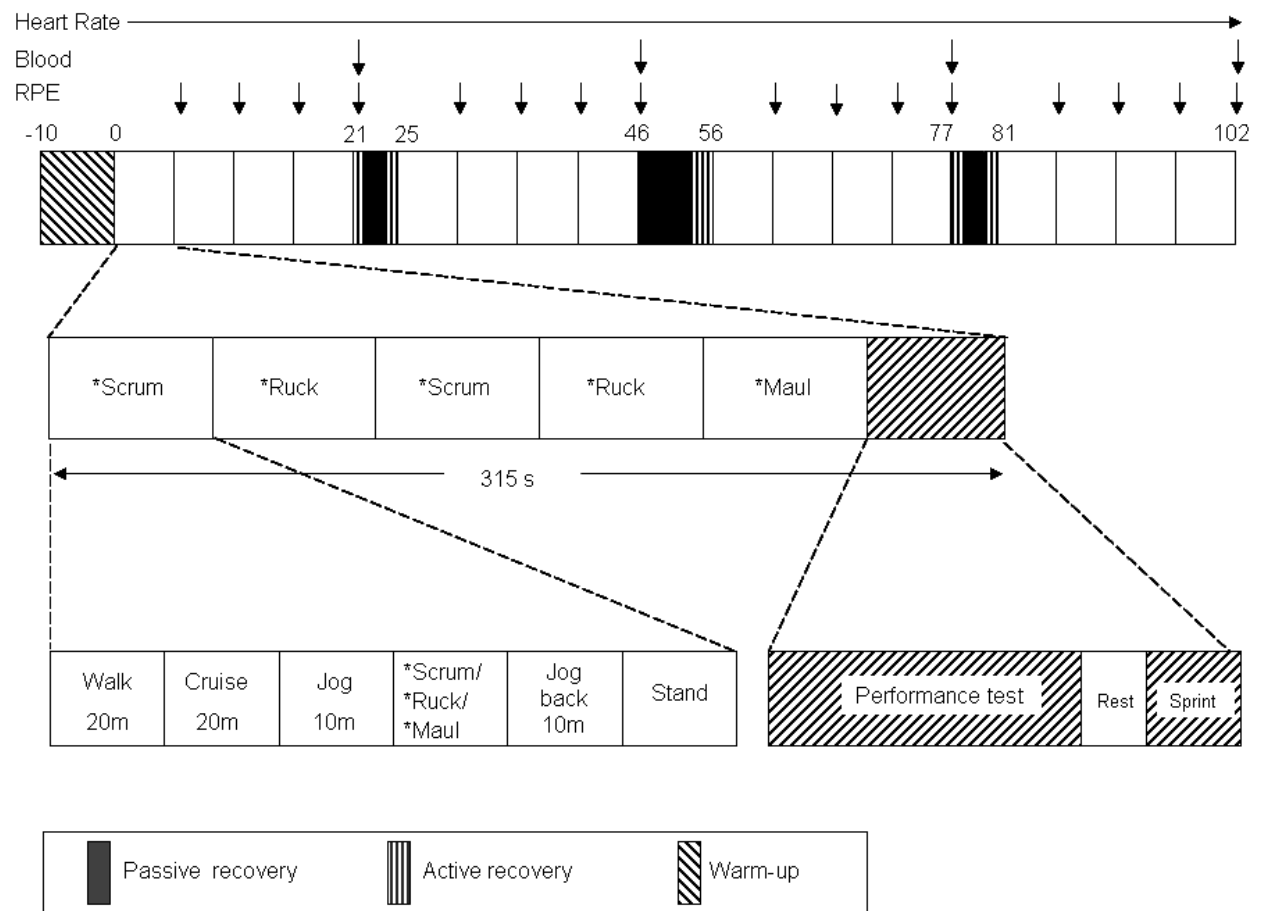 Heart Rate
Blood
RPE
-10 0 21 25 46 56 77 81 102
*Scrum *Ruck *Scrum *Ruck *Maul
315 s
Walk
20m
Cruise
20m
Jog
10m
*Scrum/
*Ruck/
*Maul
Jog
back
10m
Stand
Performance test
Rest
Sprint
Passive recovery
Active recovery
Warm-up